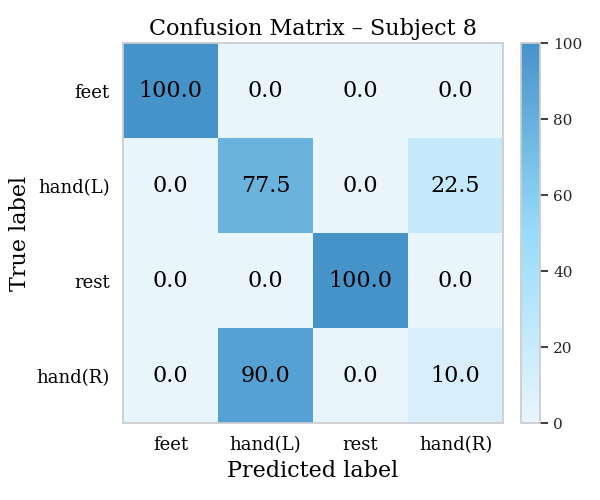 Confusion Matrix – Subject 8
True label
feet 100.0 0.0 0.0 0.0
hand(L) 0.0 77.5 0.0 22.5
rest 0.0 0.0 100.0 0.0
hand(R) 0.0 90.0 0.0 10.0
feet hand(L) rest hand(R)
Predicted label
100
80
60
40
20
0